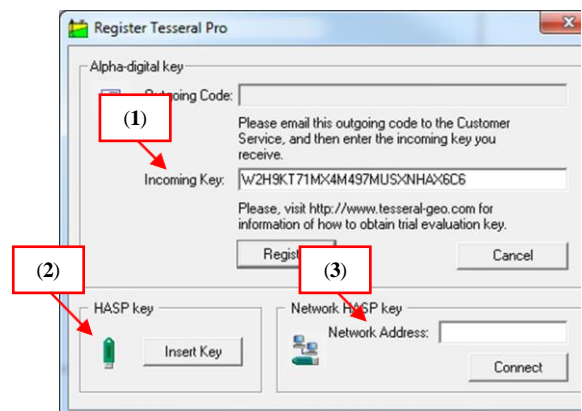 Register Tesseral Pro
Alpha-digital key
Outgoing Code:
(1)
Please email this outgoing code to the Customer
Service, and then enter the incoming key you
receive.
Incoming Key: W2H9KT71MX4M497MUSXNHAX6C6
Please, visit http://www.tesseral-geo.com for
information of how to obtain trial evaluation key.
Register Cancel
(2) (3)
HASP key Network HASP key
Network Address:
Insert Key
Connect